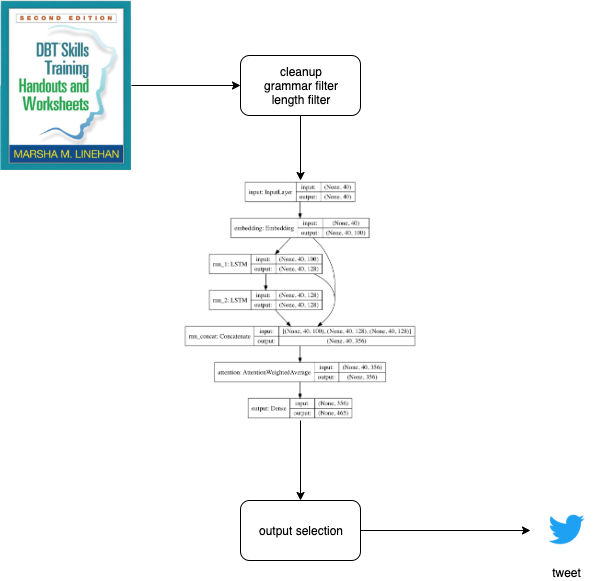 SECOND EDITION
DBT Skills
Training
Handouts and
Worksheets
MARSHA M. LINEHAN
cleanup
grammar filter
length filter
input: InputLayer
input: (None, 40)
output: (None, 40)
embedding: Embedding
input: (None, 40)
output: (None, 40, 100)
rnn_1: LSTM
input: (None, 40, 100)
output: (None, 40, 128)
rnn_2: LSTM
input: (None, 40, 128)
output: (None, 40, 128)
rnn_concat: Concatenate
input: [(None, 40, 100), (None, 40, 128), (None, 40, 128)]
output: (None, 40, 356)
attention: AttentionWeightedAverage
input: (None, 40, 356)
output: (None, 356)
output: Dense
input: (None, 356)
output: (None, 465)
output selection
tweet